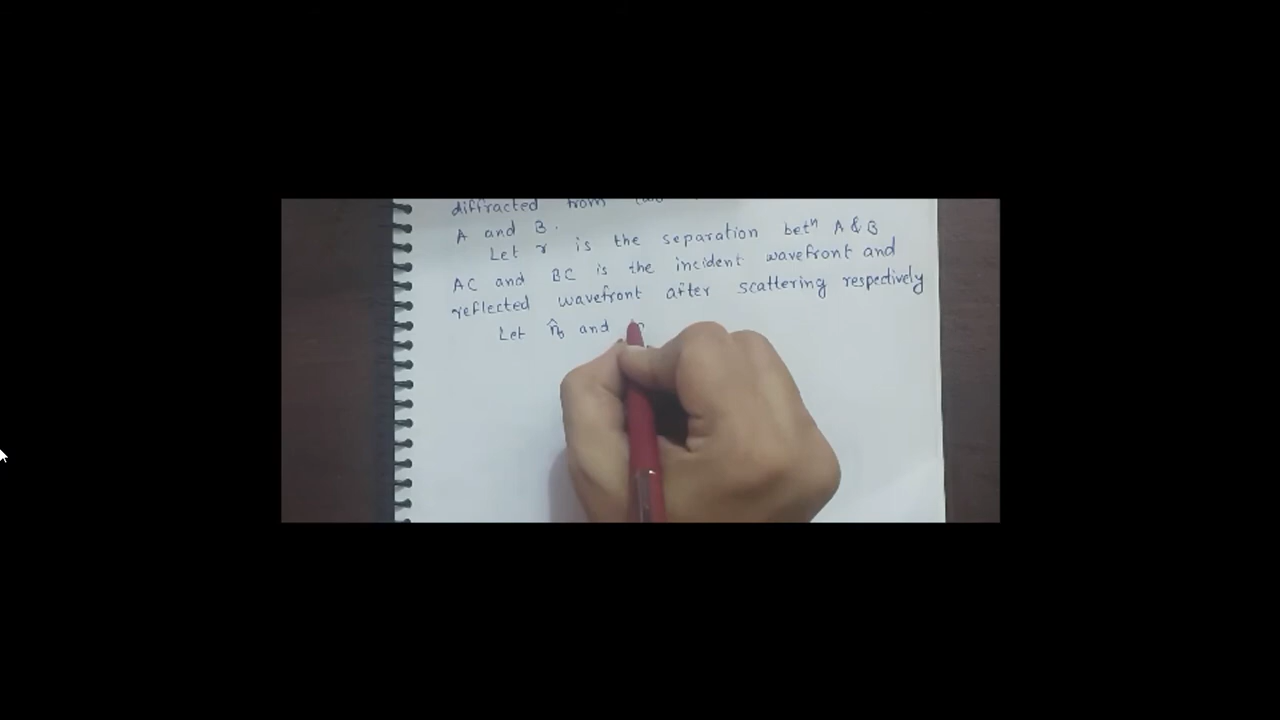 diffracted from two
A and B.
Let r is the separation betⁿ A & B
AC and BC is the incident wavefront and
reflected wavefront after scattering respectively
Let n̂₀ and n